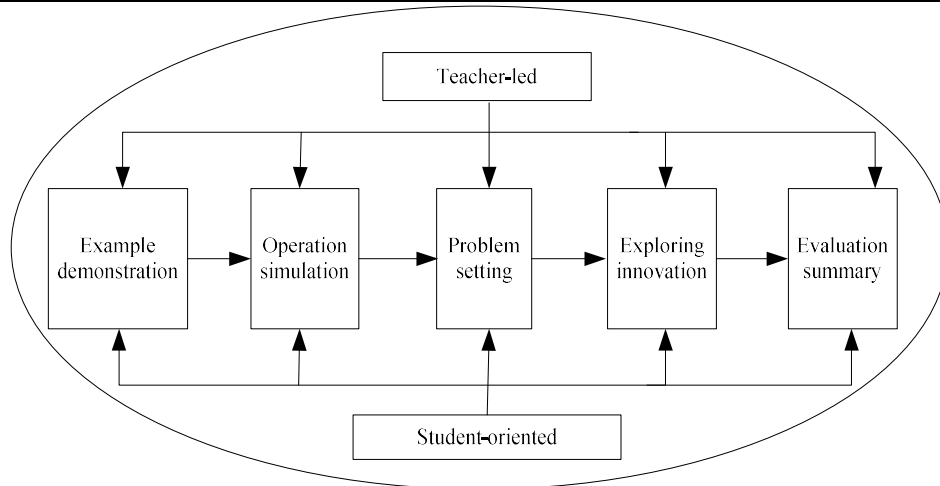 Teacher-led
Example
demonstration
Operation
simulation
Problem
setting
Exploring
innovation
Evaluation
summary
Student-oriented